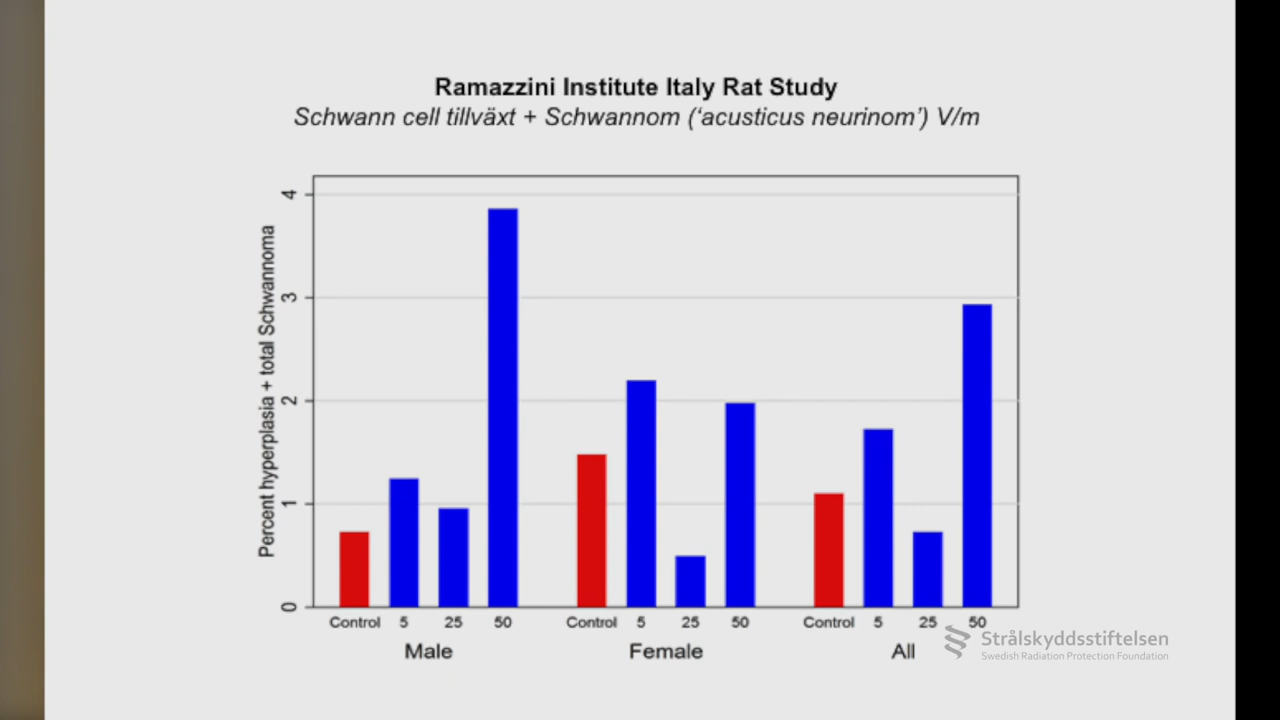 Ramazzini Institute Italy Rat Study
Schwann cell tillväxt + Schwannom (‘acusticus neurinom’) V/m
Percent hyperplasia + total Schwannoma
4
3
2
1
0
Control 5 25 50 Control 5 25 50 Control 5 25 50
Male Female All
Strålskyddsstiftelsen
Swedish Radiation Protection Foundation